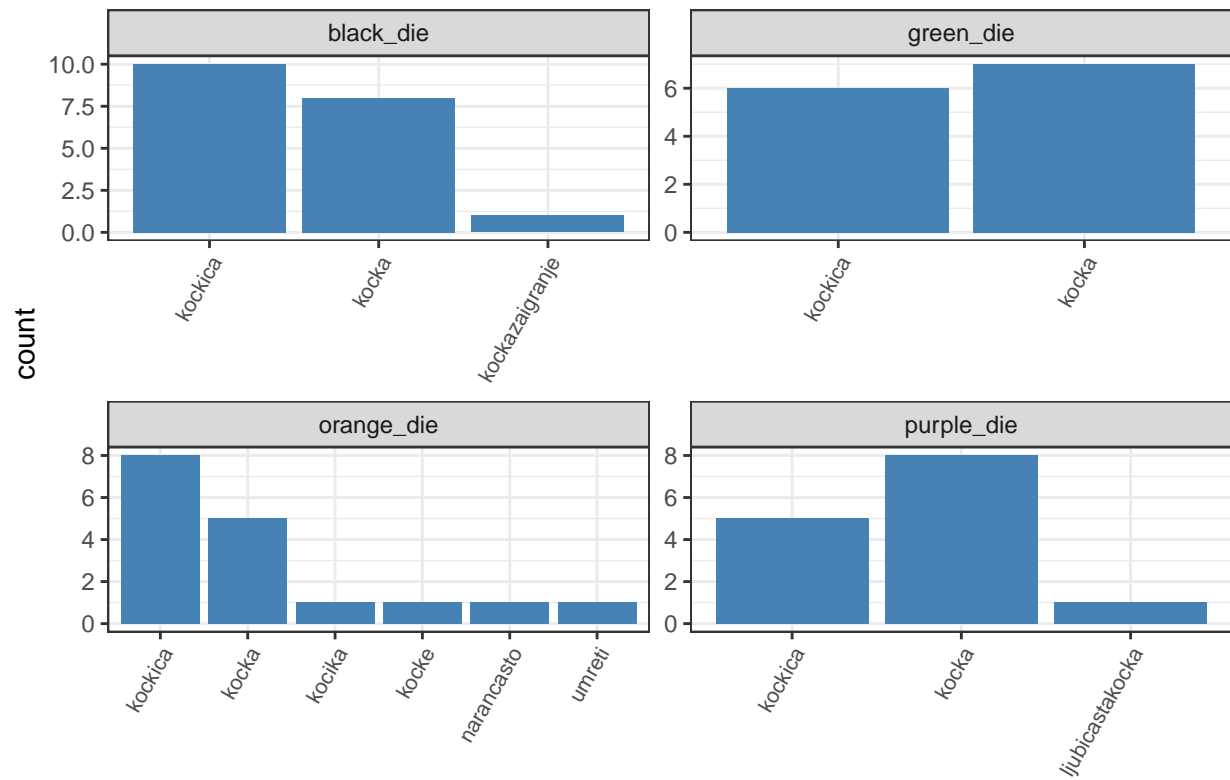 black_die
green_die
10.0
7.5
5.0
2.5
0.0
6
4
2
0
kockica
kocka
kockazaigranje
kockica
kocka
count
orange_die
purple_die
8
6
4
2
0
8
6
4
2
0
kockica
kocka
kocika
kocke
narancasto
umreti
kockica
kocka
ljubicastakocka